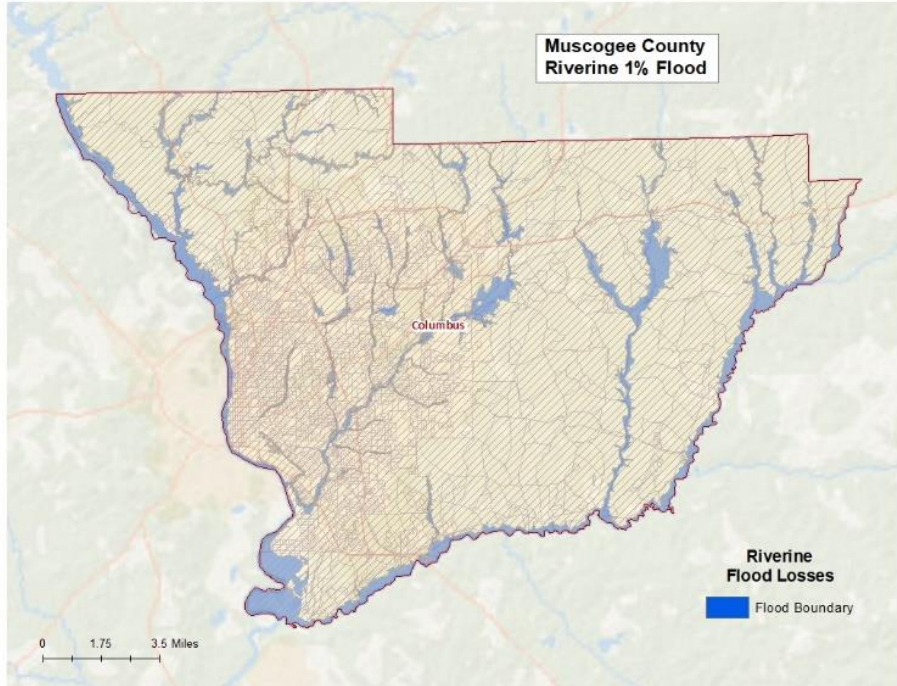 Muscogee County
Riverine 1% Flood
Columbus
Riverine
Flood Losses
Flood Boundary
0 1.75 3.5 Miles